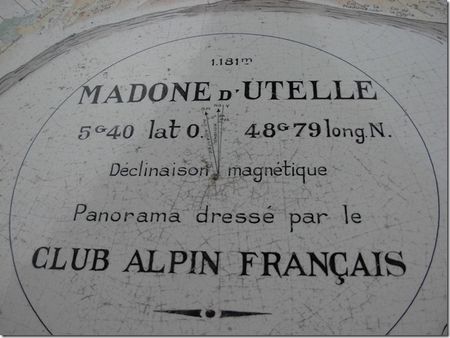 1.181m
MADONE D'UTELLE
5G40 lat O. 48G79 long N.
Déclinaison magnétique
Panorama dressé par le
CLUB ALPIN FRANÇAIS